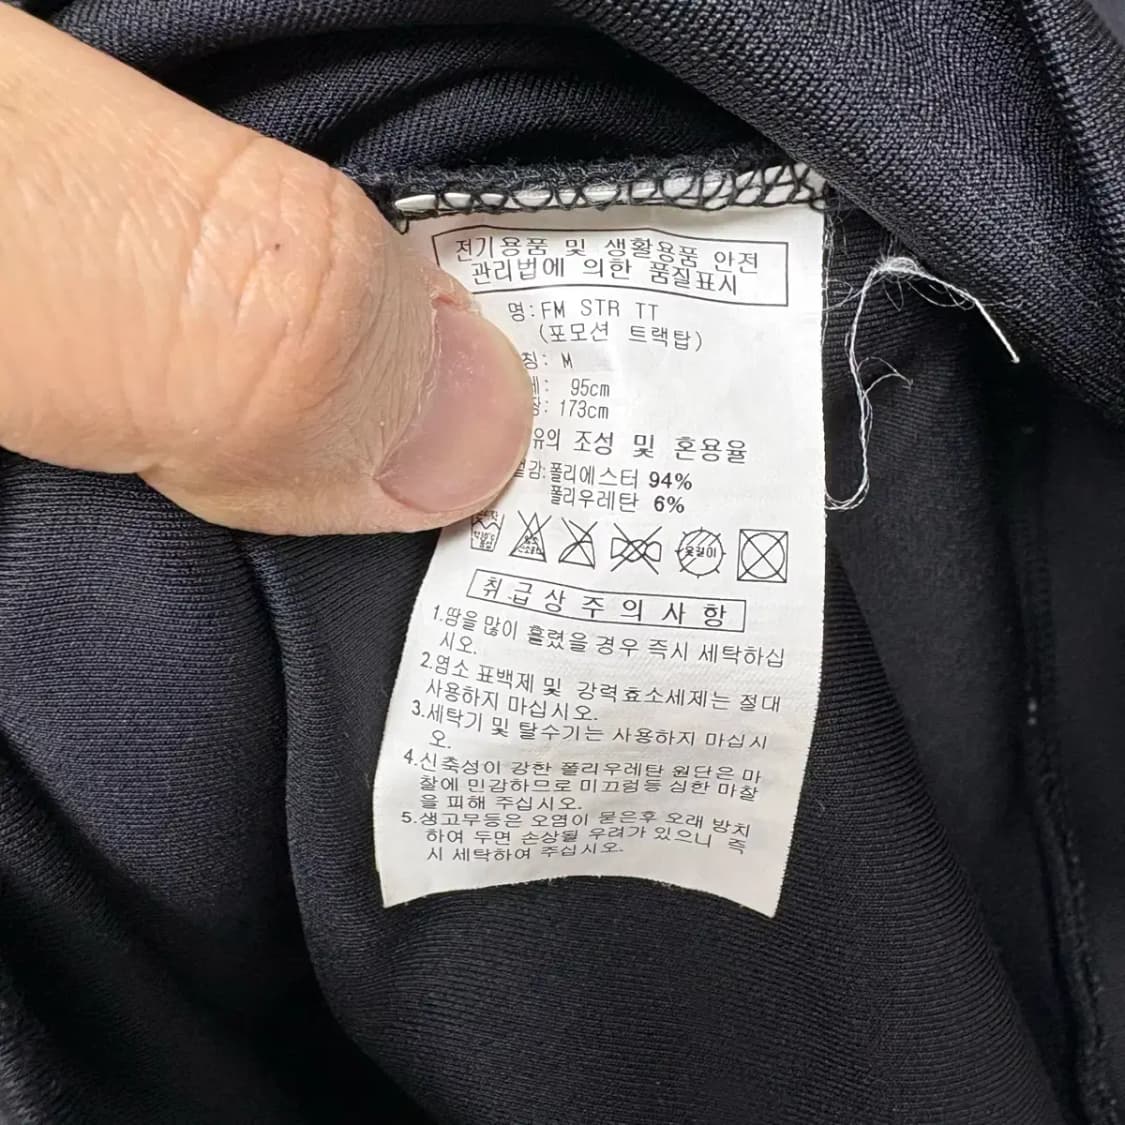 전기용품 및 생활용품 안전
관리법에 의한 품질표시
명: FM STR TT
(포모션 트랙탑)
칭: M
95cm
: 173cm
유의 조성 및 혼용율
겉감: 폴리에스터 94%
폴리우레탄 6%
옷걸이
취급상주의사항
1.땀을 많이 흘렸을 경우 즉시 세탁하십
시오.
2.염소 표백제 및 강력효소세제는 절대
사용하지 마십시오.
3.세탁기 및 탈수기는 사용하지 마십시
오.
4.신축성이 강한 폴리우레탄 원단은 마
찰에 민감하므로 미끄럼등 심한 마찰
을 피해 주십시오.
5.생고무등은 오염이 묻은후 오래 방치
하여 두면 손상될 우려가 있으니 즉
시 세탁하여 주십시오.